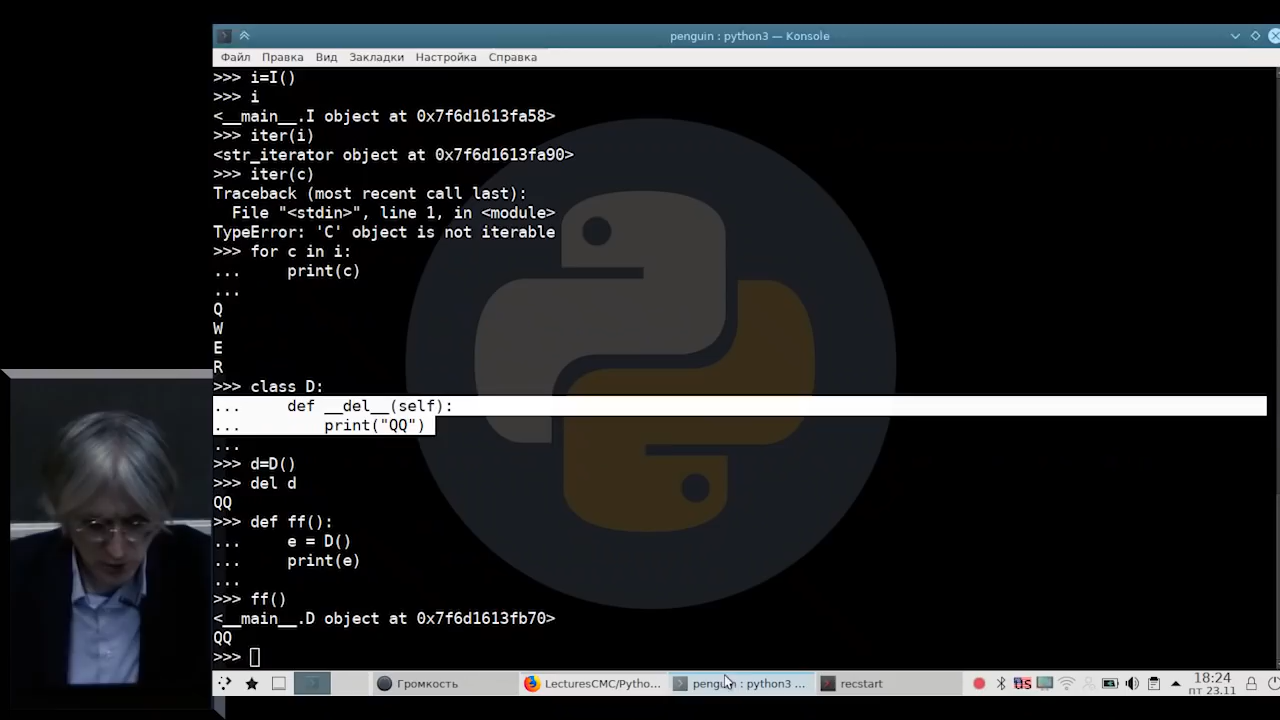 penguin : python3 — Konsole
Файл Правка Вид Закладки Настройка Справка
>>> i=I()
>>> i
<__main__.I object at 0x7f6d1613fa58>
>>> iter(i)
<str_iterator object at 0x7f6d1613fa90>
>>> iter(c)
Traceback (most recent call last):
  File "<stdin>", line 1, in <module>
TypeError: 'C' object is not iterable
>>> for c in i:
...     print(c)
...
Q
W
E
R
>>> class D:
...     def __del__(self):
...         print("QQ")
...
>>> d=D()
>>> del d
QQ
>>> def ff():
...     e = D()
...     print(e)
...
>>> ff()
<__main__.D object at 0x7f6d1613fb70>
QQ
>>>
Громкость LecturesCMC/Pytho... penguin : python3 ... recstart us 18:24
пт 23.11